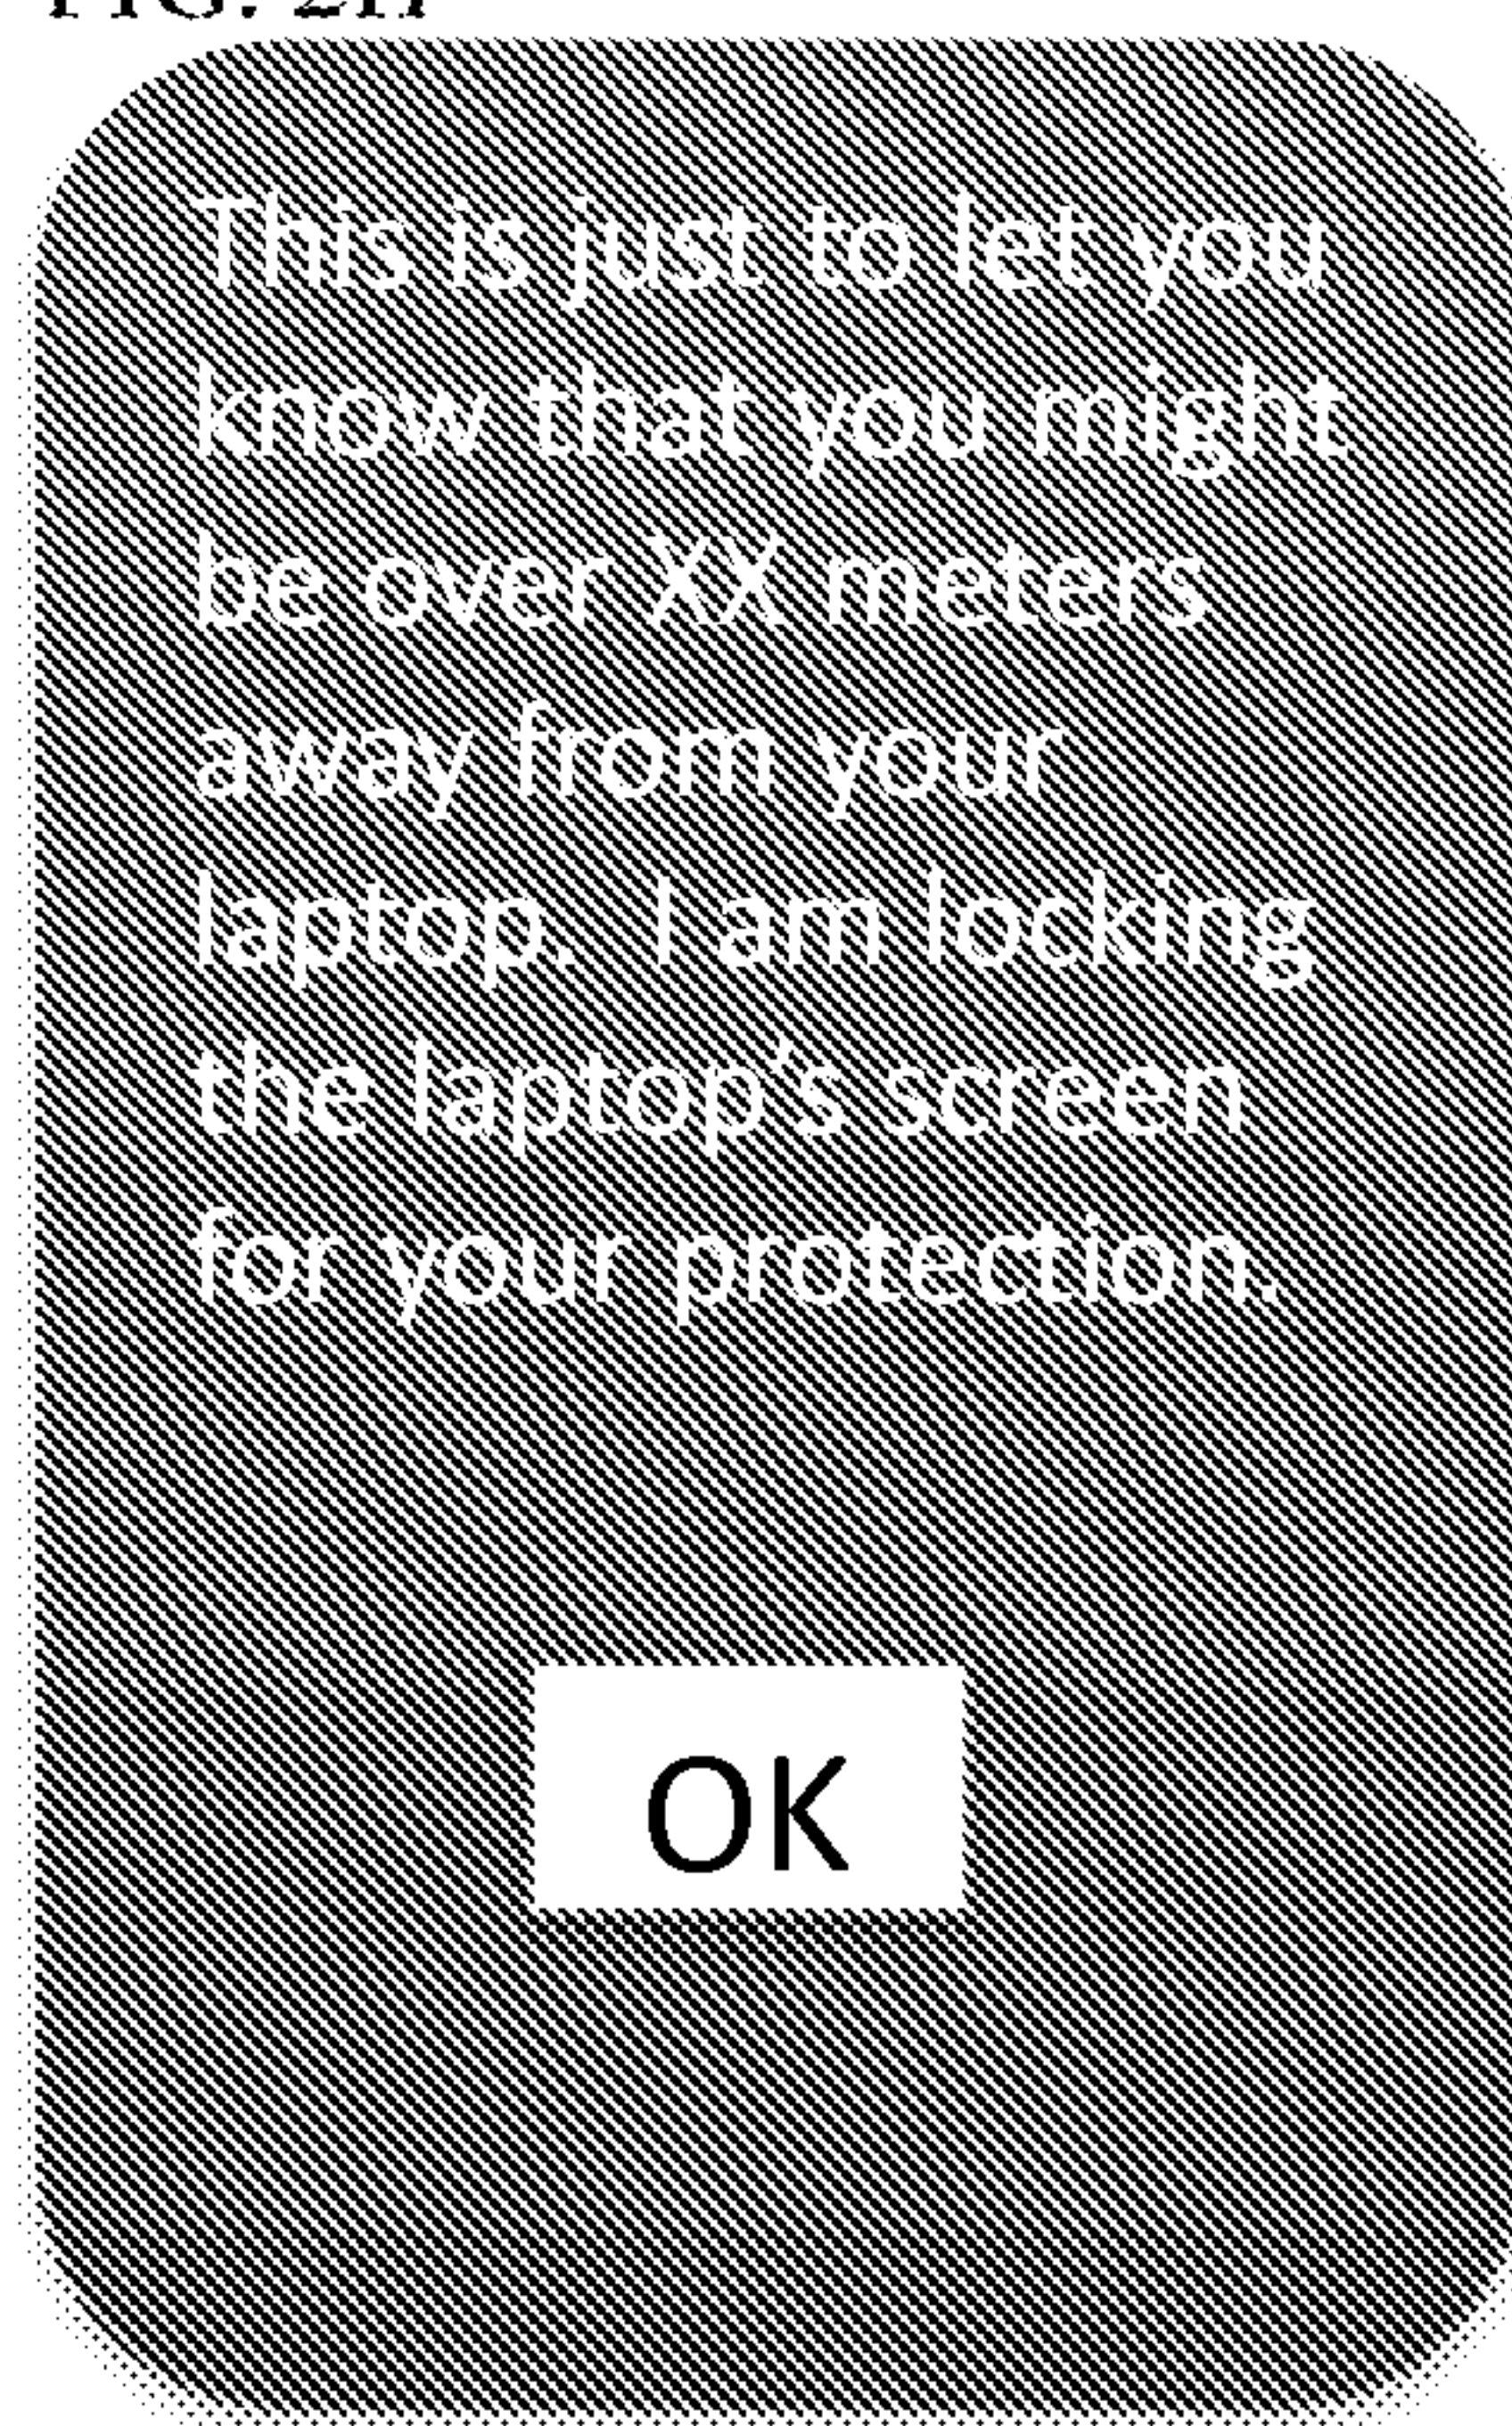 FIG.
This is just to let you
know that you might
be over XX meters
away from your
laptop.  I am locking
the laptop's screen
for your protection.
OK